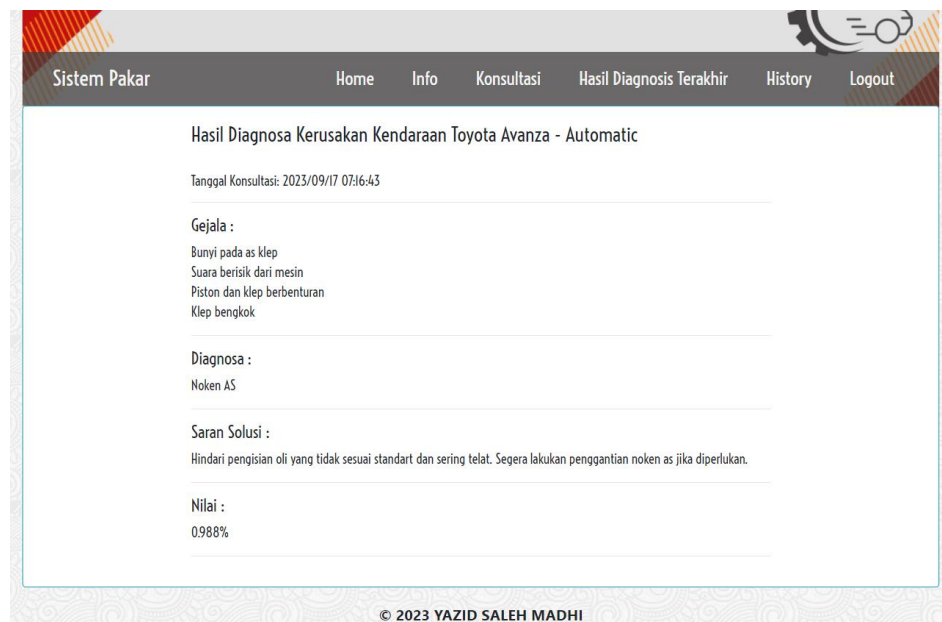 Sistem Pakar Home Info Konsultasi Hasil Diagnosis Terakhir History Logout
Hasil Diagnosa Kerusakan Kendaraan Toyota Avanza - Automatic
Tanggal Konsultasi: 2023/09/17 07:16:43
Gejala :
Bunyi pada as klep
Suara berisik dari mesin
Piston dan klep berbenturan
Klep bengkok
Diagnosa :
Noken AS
Saran Solusi :
Hindari pengisian oli yang tidak sesuai standart dan sering telat. Segera lakukan penggantian noken as jika diperlukan.
Nilai :
0.988%
© 2023 YAZID SALEH MADHI